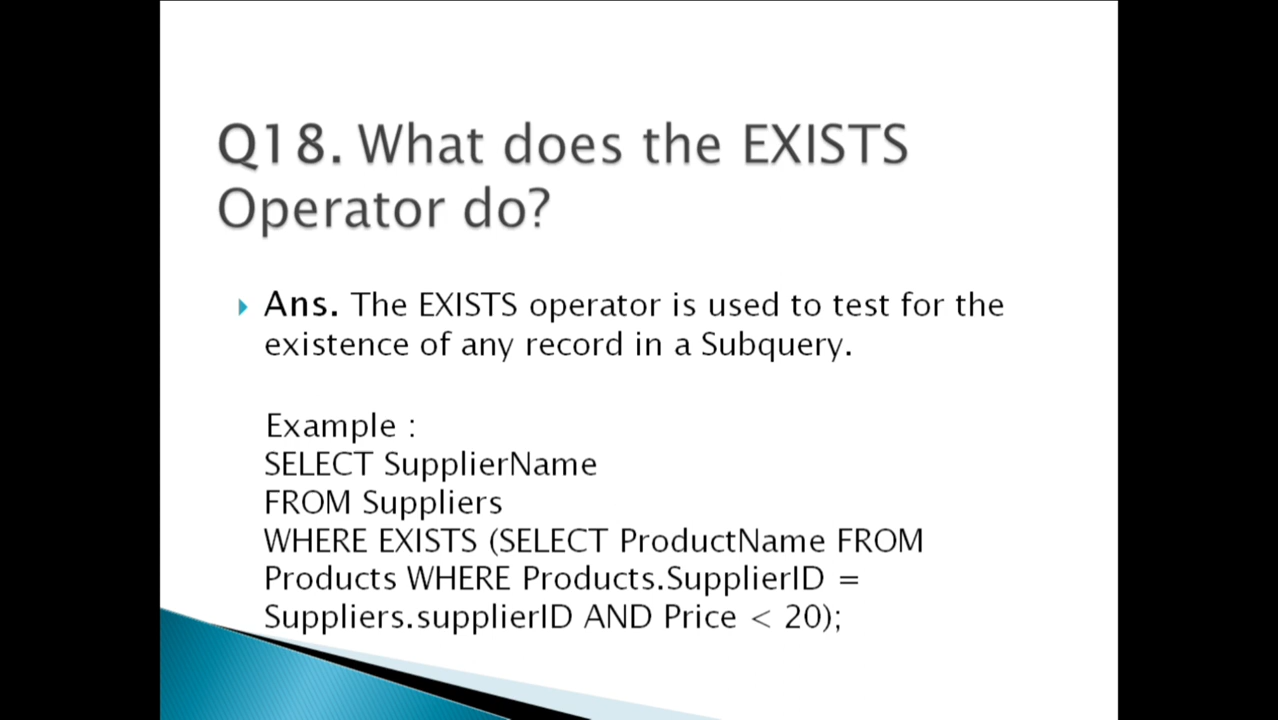 Q18. What does the EXISTS
Operator do?
Ans. The EXISTS operator is used to test for the
existence of any record in a Subquery.
Example :
SELECT SupplierName
FROM Suppliers
WHERE EXISTS (SELECT ProductName FROM
Products WHERE Products.SupplierID =
Suppliers.supplierID AND Price < 20);